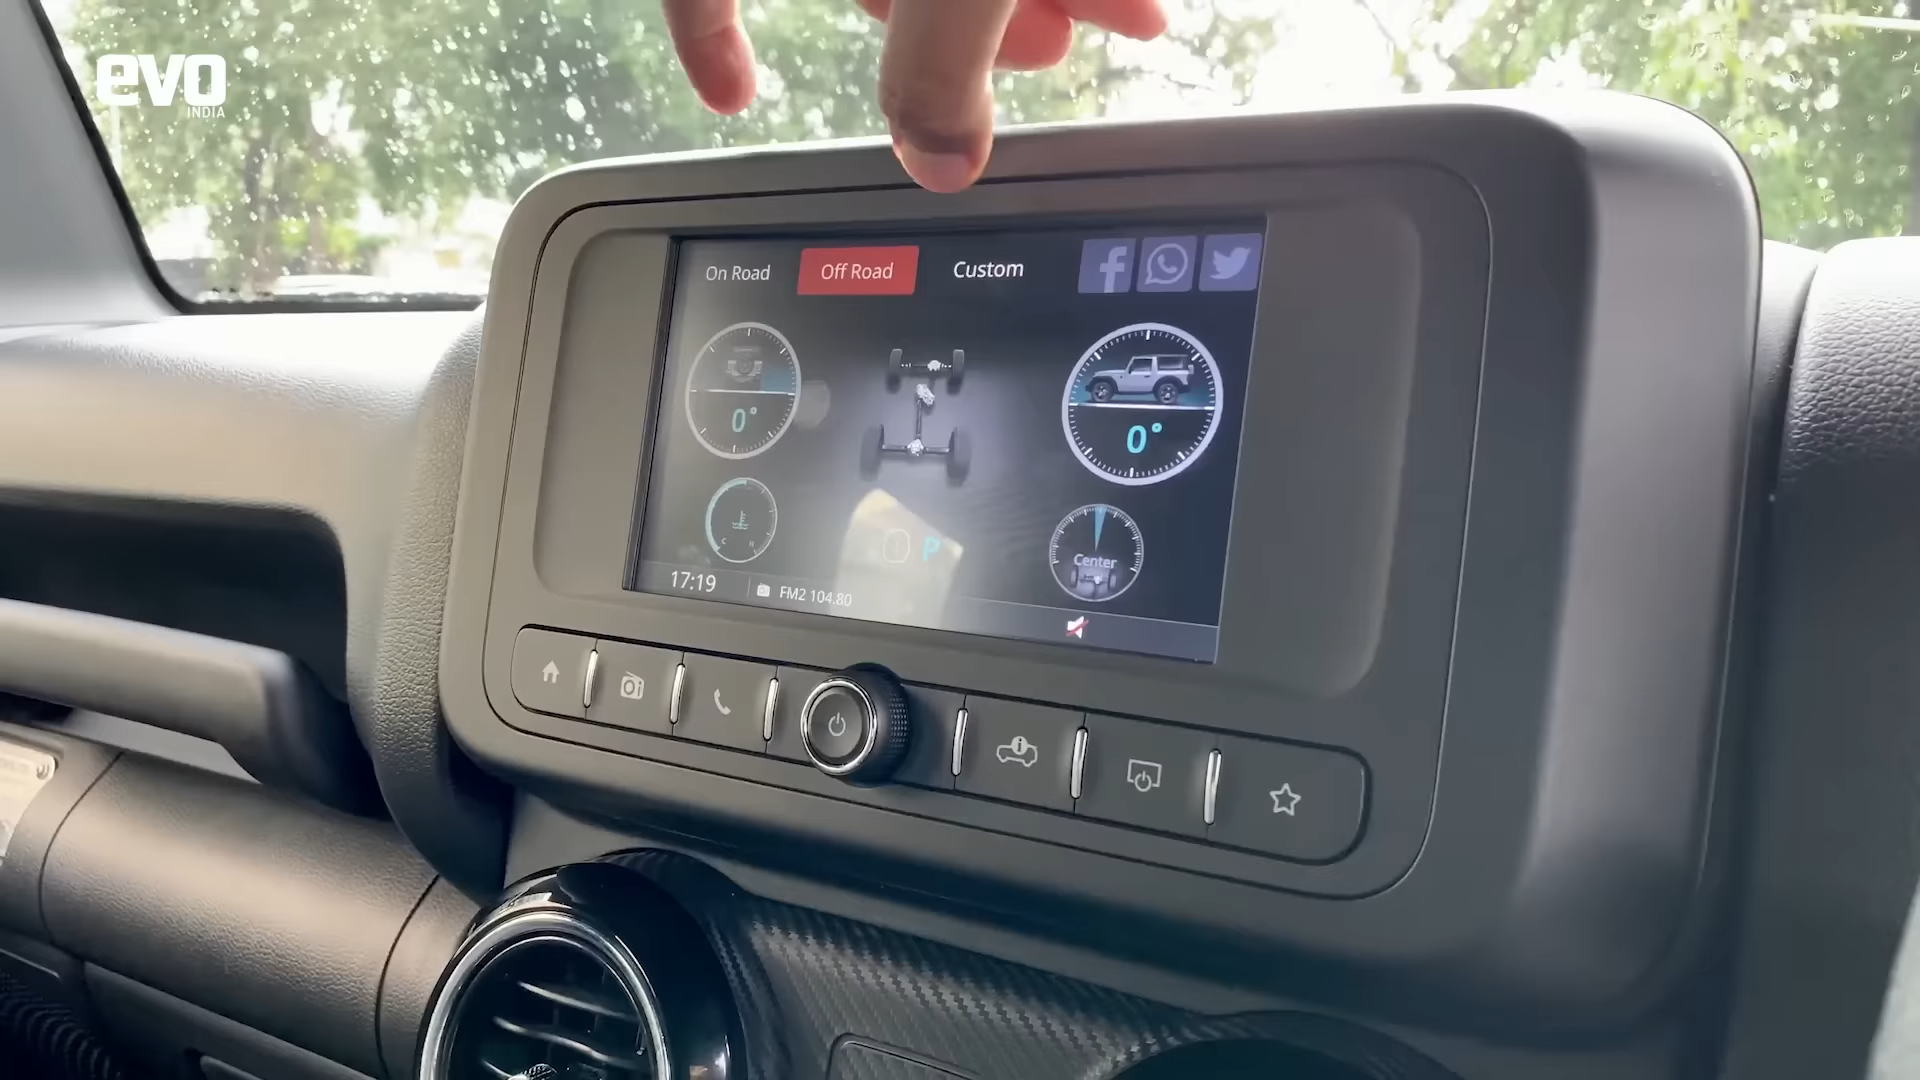 evo
INDIA
On Road
Off Road
Custom
0°
0°
C H
P
Center
17:19
FM2 104.80